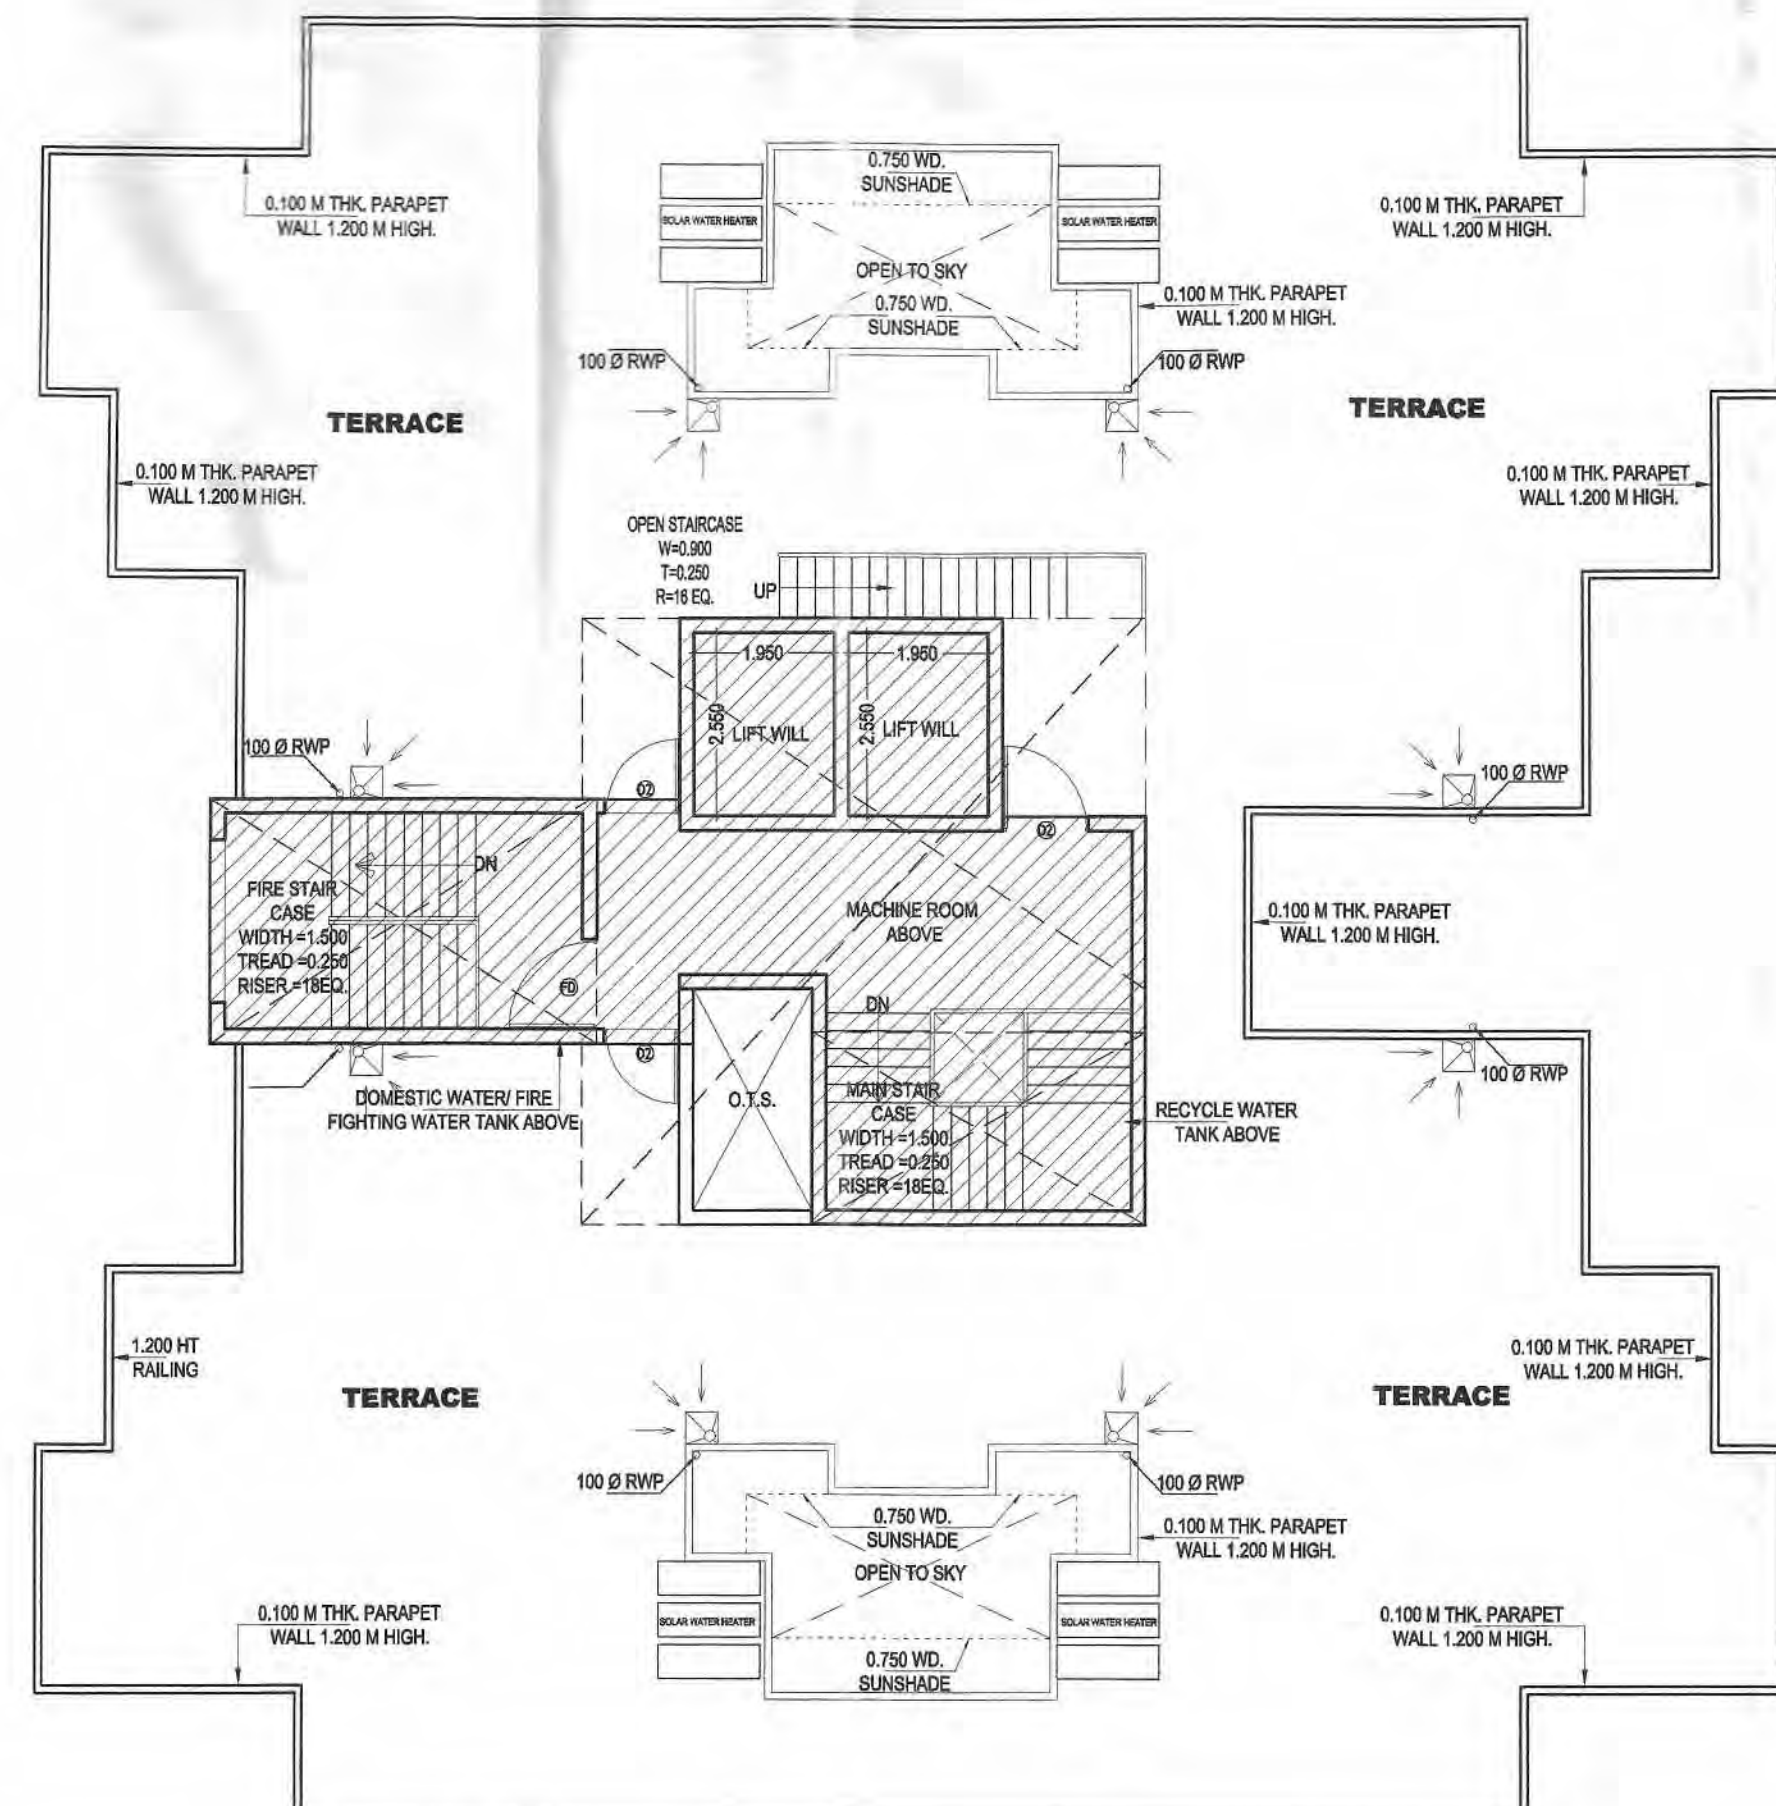 0.750 WD.
SUNSHADE
0.100 M THK. PARAPET
WALL 1.200 M HIGH.
SOLAR WATER HEATER
SOLAR WATER HEATER
0.100 M THK. PARAPET
WALL 1.200 M HIGH.
OPEN TO SKY
0.750 WD.
SUNSHADE
0.100 M THK. PARAPET
WALL 1.200 M HIGH.
100 Ø RWP
100 Ø RWP
TERRACE
TERRACE
0.100 M THK. PARAPET
WALL 1.200 M HIGH.
0.100 M THK. PARAPET
WALL 1.200 M HIGH.
OPEN STAIRCASE
W=0.900
T=0.250
R=16 EQ.
UP
1.950
1.950
2.550
LIFT WILL
2.550
LIFT WILL
100 Ø RWP
100 Ø RWP
D2
D2
DN
FIRE STAIR
CASE
WIDTH =1.500
TREAD =0.250
RISER =18EQ.
MACHINE ROOM
ABOVE
0.100 M THK. PARAPET
WALL 1.200 M HIGH.
FD
DN
D2
100 Ø RWP
DOMESTIC WATER/ FIRE
FIGHTING WATER TANK ABOVE
O.T.S.
MAIN STAIR
CASE
WIDTH =1.500
TREAD =0.250
RISER =18EQ.
RECYCLE WATER
TANK ABOVE
1.200 HT
RAILING
0.100 M THK. PARAPET
WALL 1.200 M HIGH.
TERRACE
TERRACE
100 Ø RWP
100 Ø RWP
0.750 WD.
SUNSHADE
0.100 M THK. PARAPET
WALL 1.200 M HIGH.
OPEN TO SKY
SOLAR WATER HEATER
SOLAR WATER HEATER
0.100 M THK. PARAPET
WALL 1.200 M HIGH.
0.100 M THK. PARAPET
WALL 1.200 M HIGH.
0.750 WD.
SUNSHADE